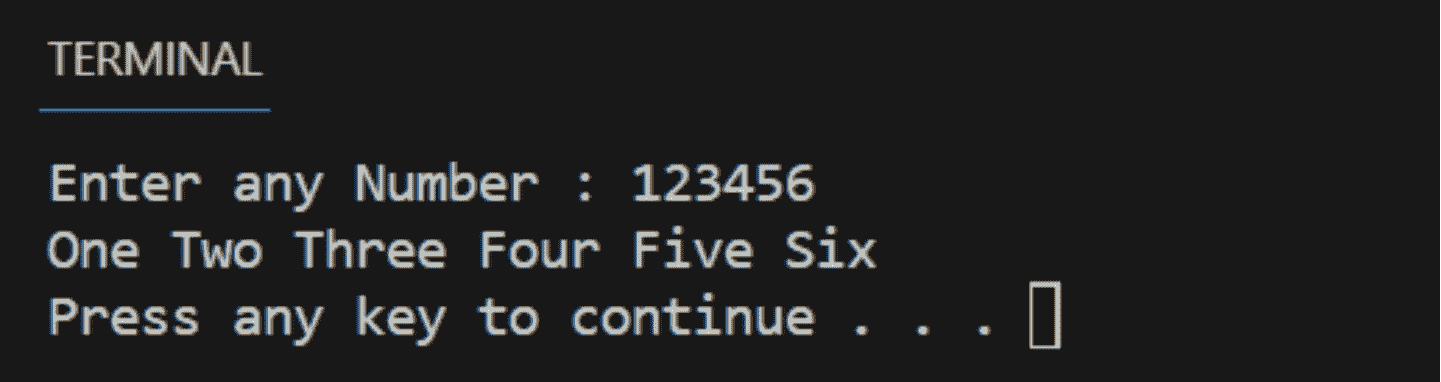 TERMINAL
Enter any Number : 123456
One Two Three Four Five Six
Press any key to continue . . .